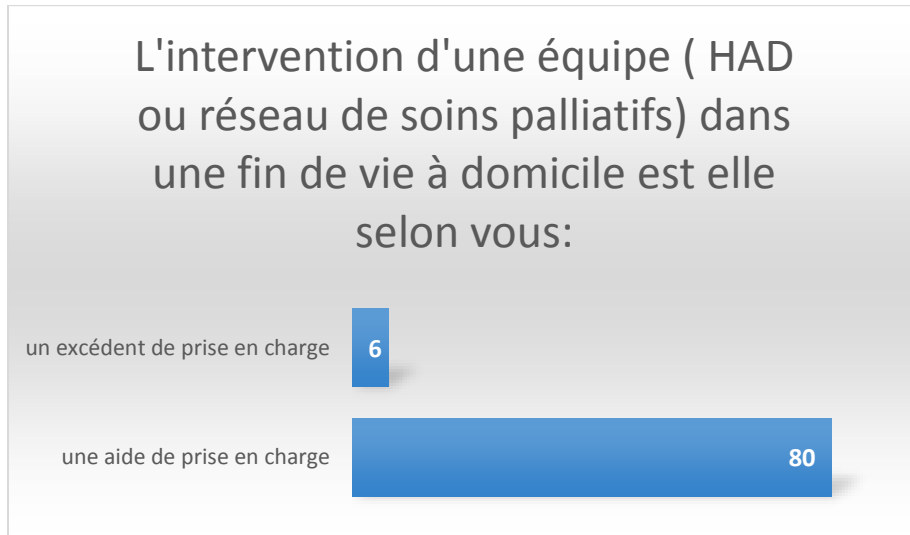 L'intervention d'une équipe ( HAD
ou réseau de soins palliatifs) dans
une fin de vie à domicile est elle
selon vous:
un excédent de prise en charge
6
une aide de prise en charge
80